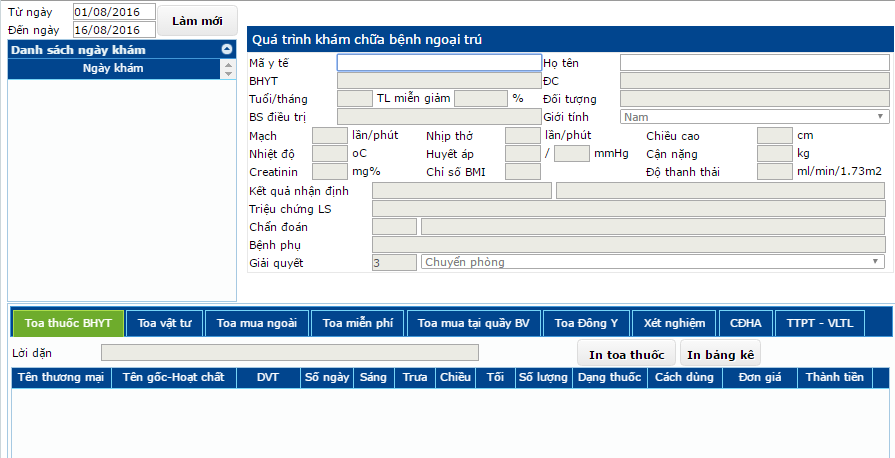 Từ ngày 01/08/2016
Đến ngày 16/08/2016
Làm mới
Danh sách ngày khám
Ngày khám
Quá trình khám chữa bệnh ngoại trú
Mã y tế Họ tên
BHYT ĐC
Tuổi/tháng TL miễn giảm % Đối tượng
BS điều trị Giới tính Nam
Mạch lần/phút Nhịp thở lần/phút Chiều cao cm
Nhiệt độ oC Huyết áp / mmHg Cận nặng kg
Creatinin mg% Chỉ số BMI Độ thanh thải ml/min/1.73m2
Kết quả nhận định
Triệu chứng LS
Chẩn đoán
Bệnh phụ
Giải quyết 3 Chuyển phòng
Toa thuốc BHYT Toa vật tư Toa mua ngoài Toa miễn phí Toa mua tại quầy BV Toa Đông Y Xét nghiệm CĐHA TTPT - VLTL
Lời dặn In toa thuốc In bảng kê
Tên thương mại Tên gốc-Hoạt chất DVT Số ngày Sáng Trưa Chiều Tối Số lượng Dạng thuốc Cách dùng Đơn giá Thành tiền